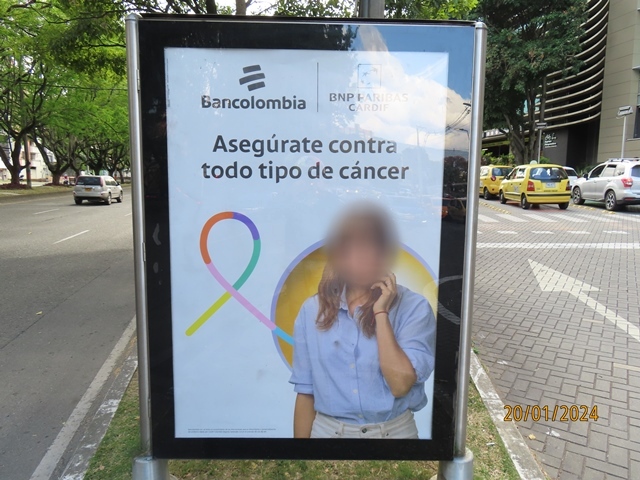 Bancolombia
BNP PARIBAS
CARDIF
Asegúrate contra
todo tipo de cáncer
20/01/2024